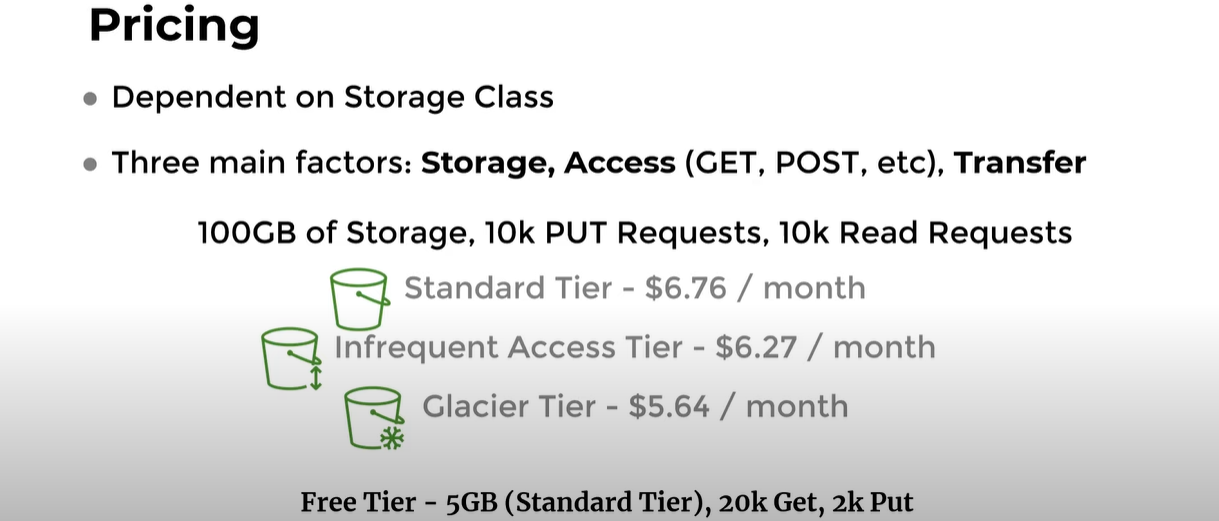 Pricing
Dependent on Storage Class
Three main factors: Storage, Access (GET, POST, etc), Transfer
100GB of Storage, 10k PUT Requests, 10k Read Requests
Standard Tier - $6.76 / month
Infrequent Access Tier - $6.27 / month
Glacier Tier - $5.64 / month
Free Tier - 5GB (Standard Tier), 20k Get, 2k Put